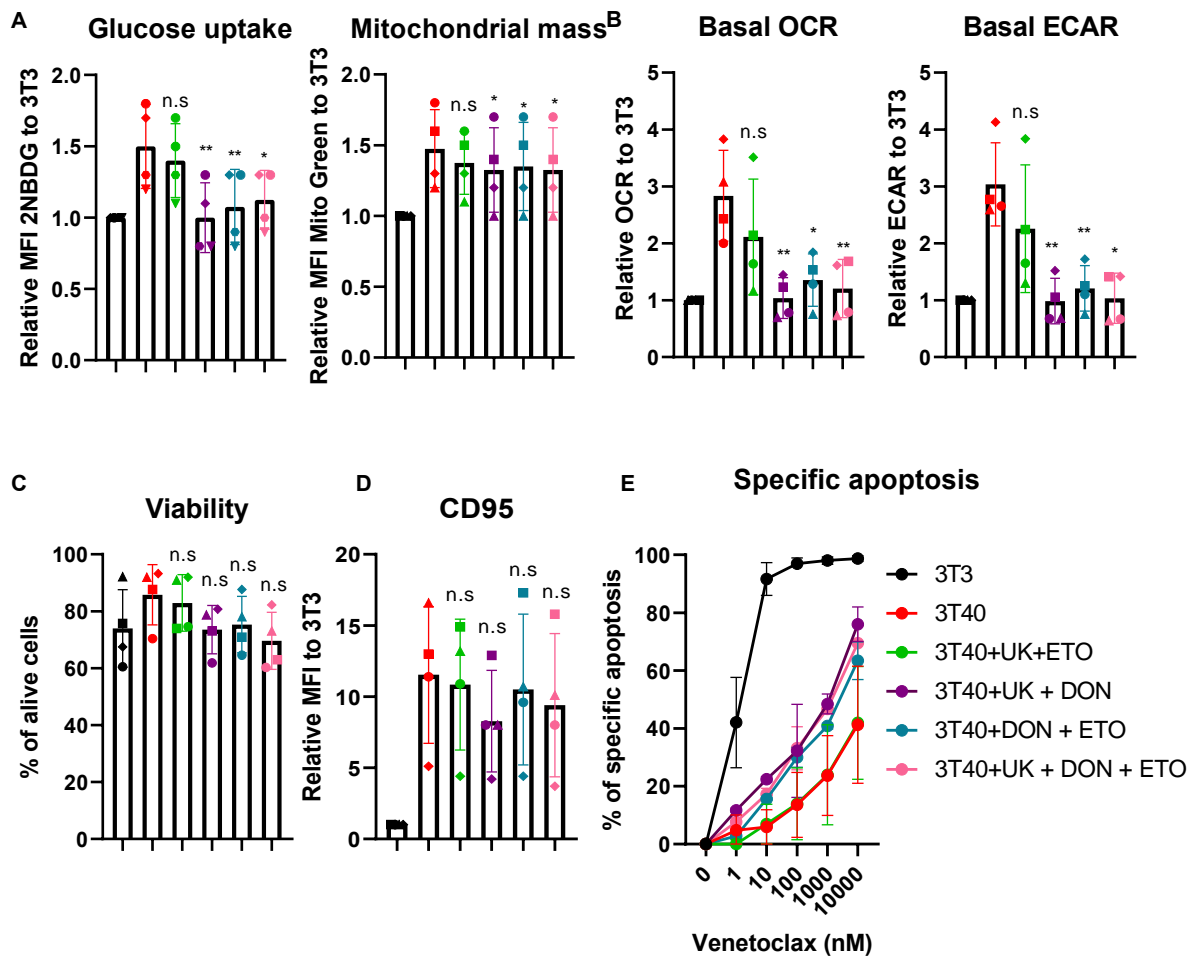 A
Glucose uptake
Relative MFI 2NBDG to 3T3
2.0
1.5
1.0
0.5
0.0
n.s
**
**
*
Mitochondrial mass
Relative MFI Mito Green to 3T3
2.0
1.5
1.0
0.5
0.0
n.s
*
*
*
B
Basal OCR
Relative OCR to 3T3
5
4
3
2
1
0
n.s
**
*
**
Basal ECAR
Relative ECAR to 3T3
5
4
3
2
1
0
n.s
**
**
*
C
Viability
% of alive cells
100
80
60
40
20
0
n.s
n.s
n.s
n.s
D
CD95
Relative MFI to 3T3
20
15
10
5
0
n.s
n.s
n.s
n.s
E
Specific apoptosis
% of specific apoptosis
100
80
60
40
20
0
0
1
10
100
1000
10000
Venetoclax (nM)
3T3
3T40
3T40+UK+ETO
3T40+UK + DON
3T40+DON + ETO
3T40+UK + DON + ETO